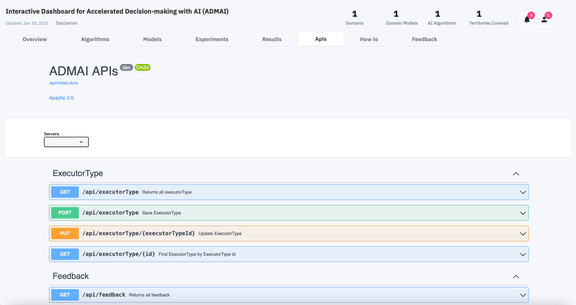 Interactive Dashboard for Accelerated Decision-making with AI (ADMAI)
Updated: Jun 20, 2021 Disclaimer
1 Domains
1 Domain Models
1 AI Algorithms
1 Territories Covered
Overview Algorithms Models Experiments Results Apis How to Feedback
ADMAI APIs dev OAS3
/api/v3/api-docs
Apache 2.0
Servers
ExecutorType
GET /api/executorType Returns all executorType
POST /api/executorType Save ExecutorType
PUT /api/executorType/{executorTypeId} Update ExecutorType
GET /api/executorType/{id} Find ExecutorType by ExecutorType id
Feedback
GET /api/feedback Returns all feedback